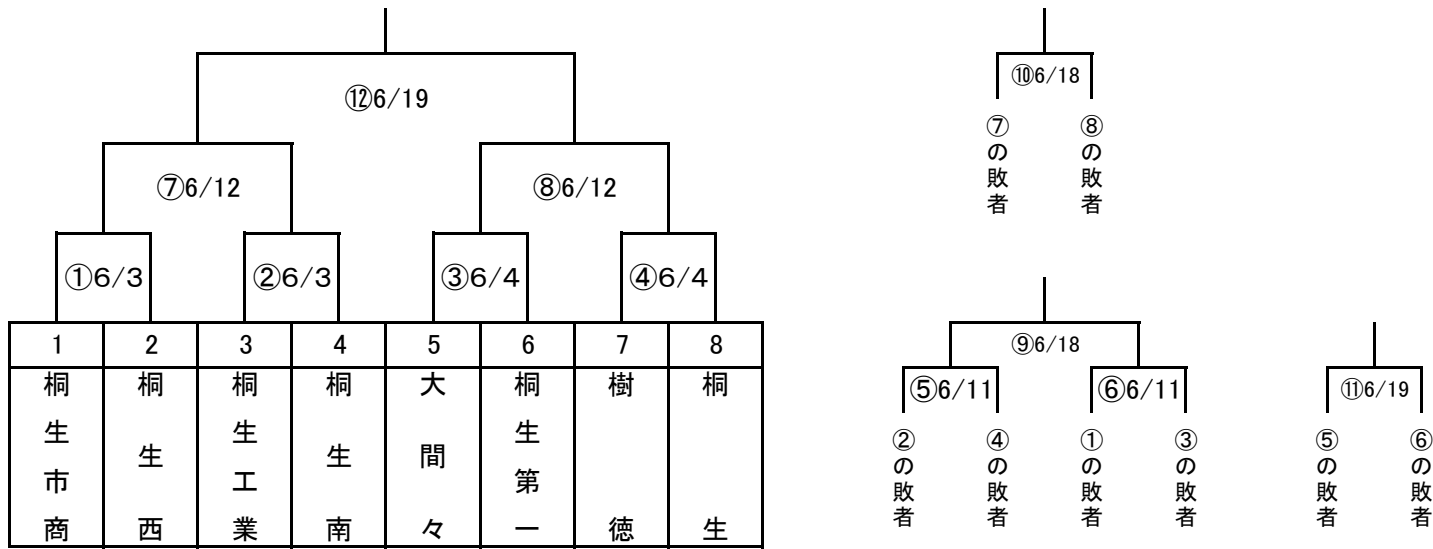 ⑫6/19
⑦6/12
⑧6/12
①6/3
②6/3
③6/4
④6/4
1 2 3 4 5 6 7 8
桐生市商
桐生西
桐生工業
桐生南
大間々
桐生第一
樹徳
桐生
⑩6/18
⑦の敗者
⑧の敗者
⑨6/18
⑤6/11
⑥6/11
②の敗者
④の敗者
①の敗者
③の敗者
⑪6/19
⑤の敗者
⑥の敗者